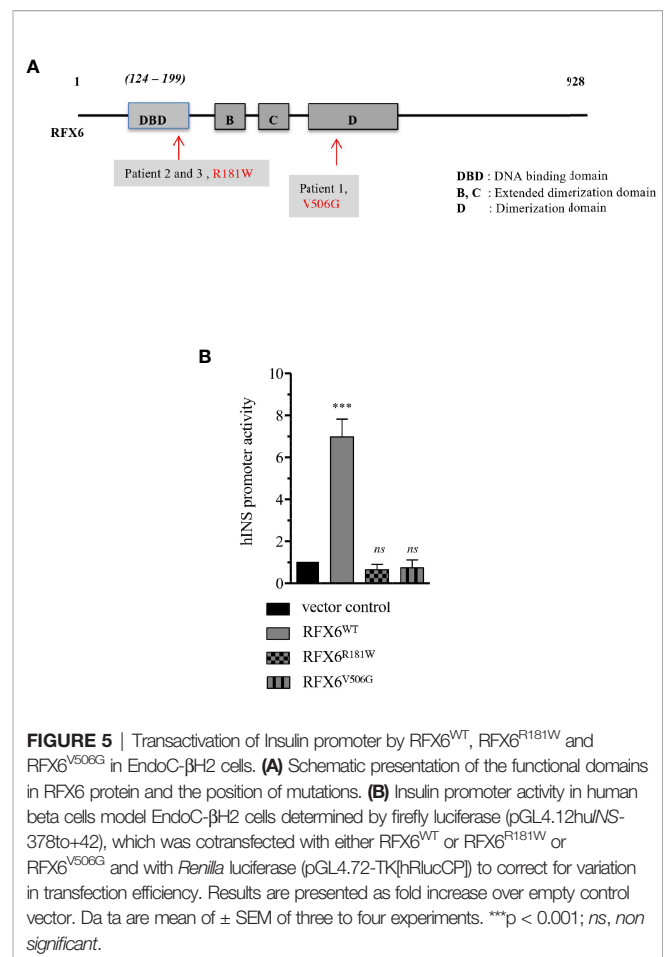 A
1 (124 – 199) 928
DBD B C D
RFX6
Patient 2 and 3 , R181W
Patient 1,
V506G
DBD : DNA binding domain
B, C : Extended dimerization domain
D : Dimerization domain
B
hINS promoter activity
10
8
6
4
2
0
***
ns ns
vector control
RFX6WT
RFX6R181W
RFX6V506G
FIGURE 5 | Transactivation of Insulin promoter by RFX6WT, RFX6R181W and
RFX6V506G in EndoC-βH2 cells. (A) Schematic presentation of the functional domains
in RFX6 protein and the position of mutations. (B) Insulin promoter activity in human
beta cells model EndoC-βH2 cells determined by firefly luciferase (pGL4.12huINS-
378to+42), which was cotransfected with either RFX6WT or RFX6R181W or
RFX6V506G and with Renilla luciferase (pGL4.72-TK[hRlucCP]) to correct for variation
in transfection efficiency. Results are presented as fold increase over empty control
vector. Da ta are mean of ± SEM of three to four experiments. ***p < 0.001; ns, non
significant.